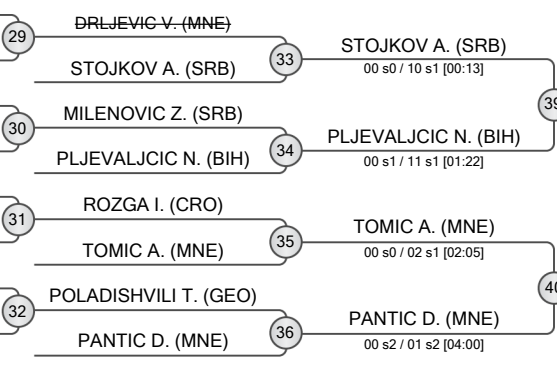 29
DRLJEVIC V. (MNE)
STOJKOV A. (SRB)
33
STOJKOV A. (SRB)
00 s0 / 10 s1 [00:13]
39
30
MILENOVIC Z. (SRB)
PLJEVALJCIC N. (BIH)
34
PLJEVALJCIC N. (BIH)
00 s1 / 11 s1 [01:22]
31
ROZGA I. (CRO)
TOMIC A. (MNE)
35
TOMIC A. (MNE)
00 s0 / 02 s1 [02:05]
40
32
POLADISHVILI T. (GEO)
PANTIC D. (MNE)
36
PANTIC D. (MNE)
00 s2 / 01 s2 [04:00]